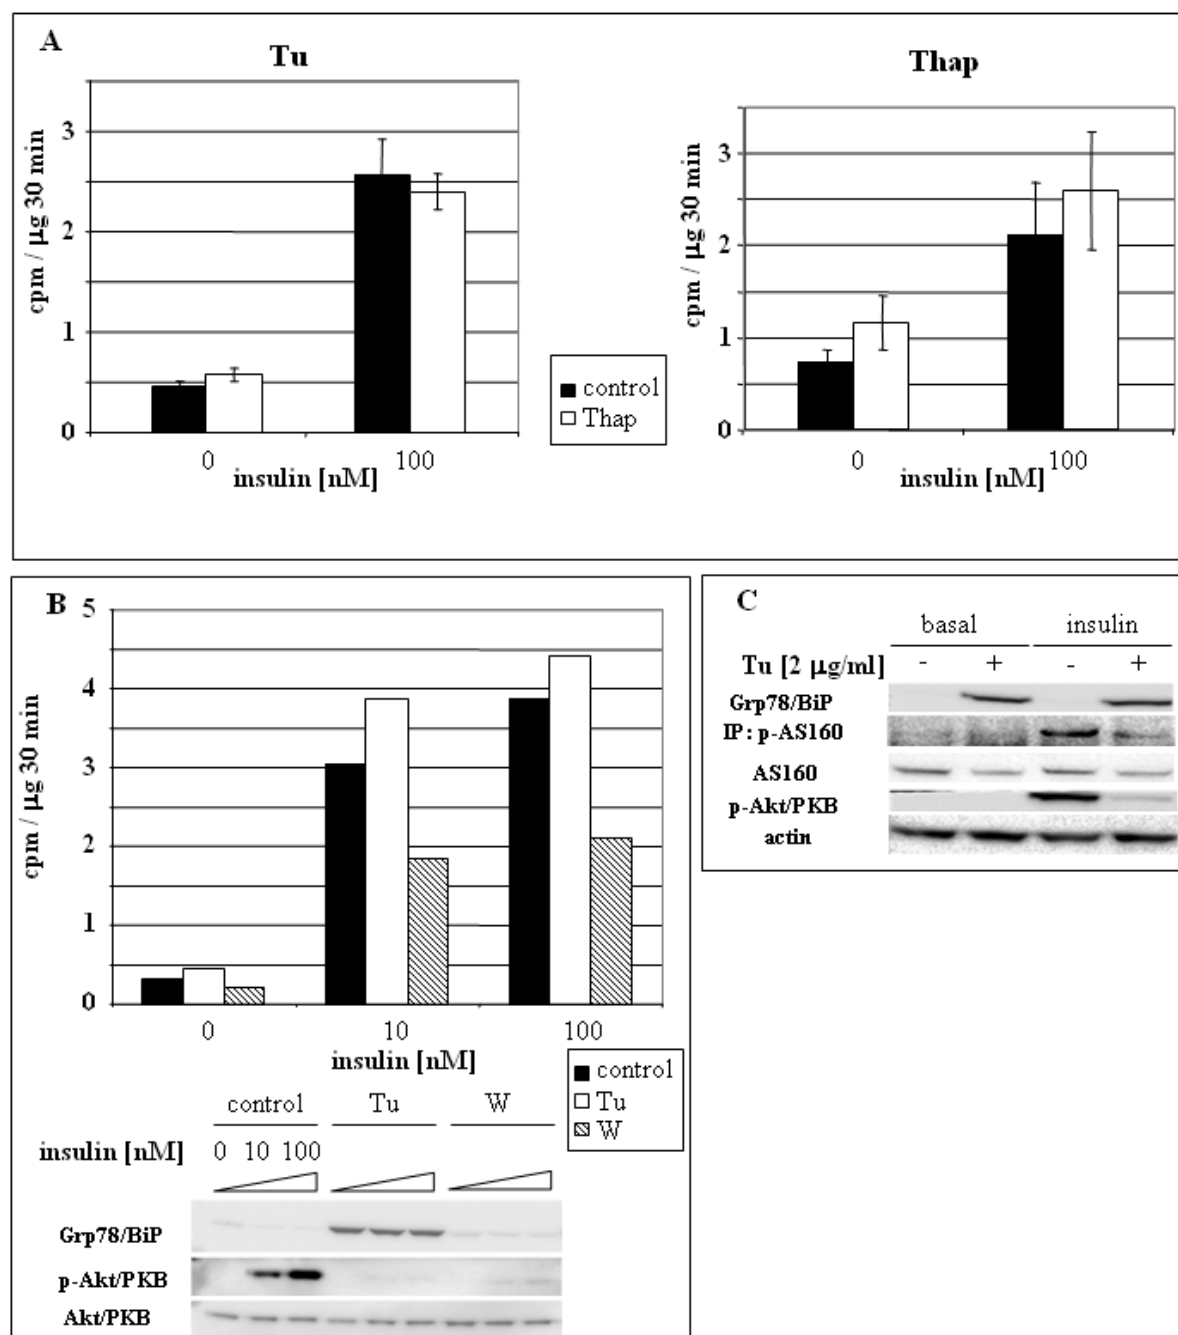 A
Tu
Thap
cpm / μg 30 min
3
2
1
0
0
100
insulin [nM]
control
Thap
cpm / μg 30 min
3
2
1
0
0
100
insulin [nM]
B
cpm / μg 30 min
5
4
3
2
1
0
0
10
100
insulin [nM]
control
Tu
W
control Tu W
insulin [nM] 0 10 100
Grp78/BiP
p-Akt/PKB
Akt/PKB
C
basal insulin
Tu [2 μg/ml] - + - +
Grp78/BiP
IP: p-AS160
AS160
p-Akt/PKB
actin